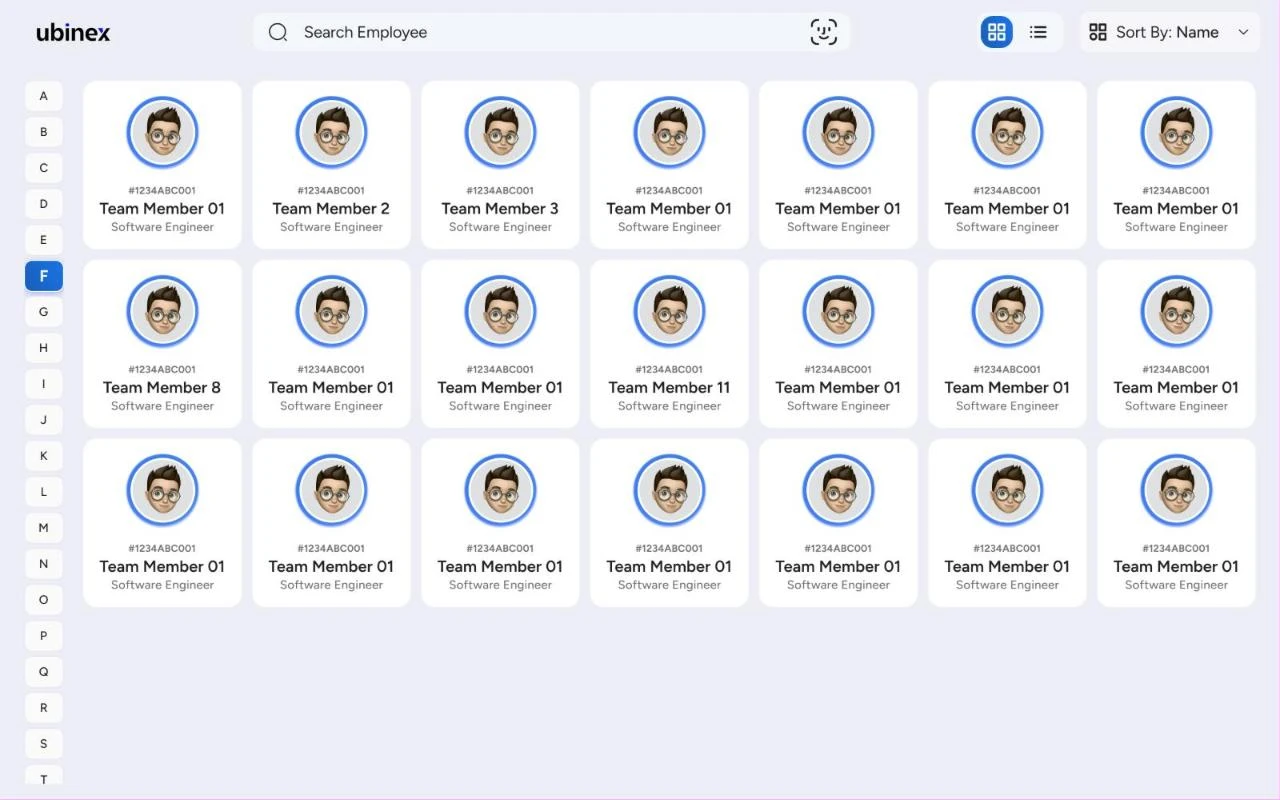 ubinex
Search Employee
Sort By: Name
A
B
C
D
E
F
G
H
I
J
K
L
M
N
O
P
Q
R
S
T
#1234ABC001 #1234ABC001 #1234ABC001 #1234ABC001 #1234ABC001 #1234ABC001 #1234ABC001
Team Member 01 Team Member 2 Team Member 3 Team Member 01 Team Member 01 Team Member 01 Team Member 01
Software Engineer Software Engineer Software Engineer Software Engineer Software Engineer Software Engineer Software Engineer
#1234ABC001 #1234ABC001 #1234ABC001 #1234ABC001 #1234ABC001 #1234ABC001 #1234ABC001
Team Member 8 Team Member 01 Team Member 01 Team Member 11 Team Member 01 Team Member 01 Team Member 01
Software Engineer Software Engineer Software Engineer Software Engineer Software Engineer Software Engineer Software Engineer
#1234ABC001 #1234ABC001 #1234ABC001 #1234ABC001 #1234ABC001 #1234ABC001 #1234ABC001
Team Member 01 Team Member 01 Team Member 01 Team Member 01 Team Member 01 Team Member 01 Team Member 01
Software Engineer Software Engineer Software Engineer Software Engineer Software Engineer Software Engineer Software Engineer